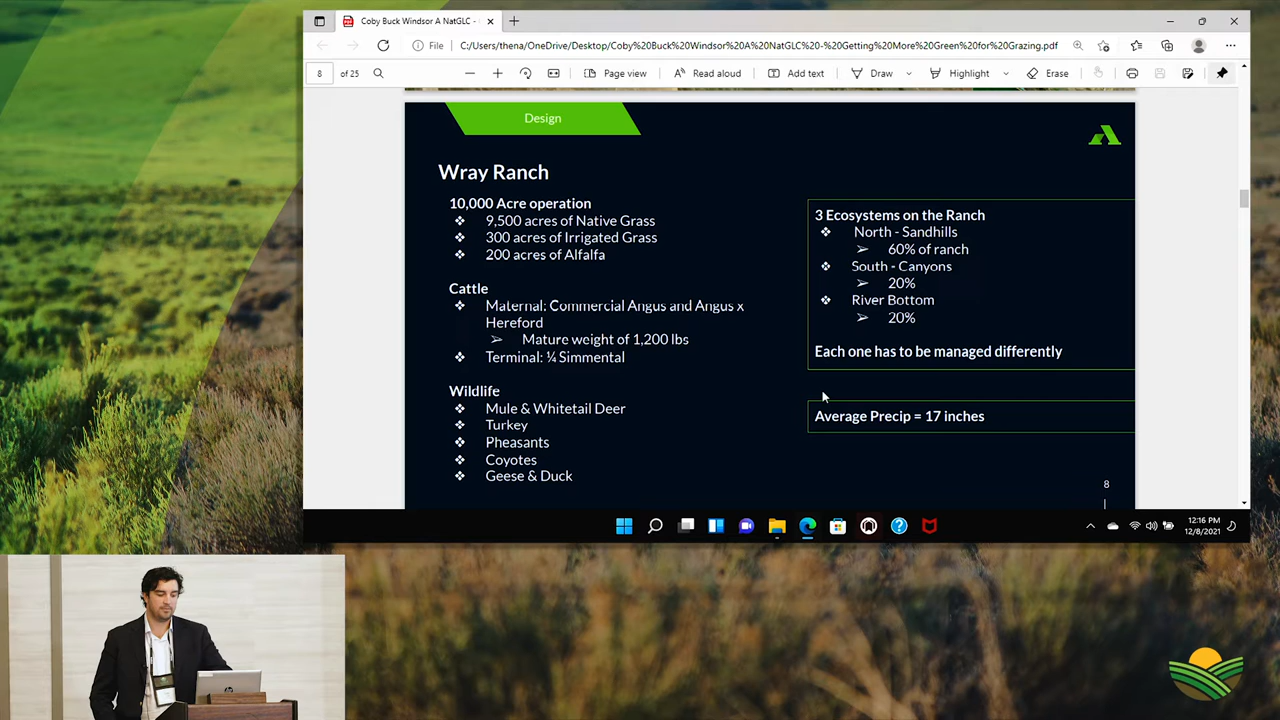 Coby Buck Windsor A NatGLC -
File
C:/Users/thena/OneDrive/Desktop/Coby%20Buck%20Windsor%20A%20NatGLC%20-%20Getting%20More%20Green%20for%20Grazing.pdf
8 of 25
Page view
Read aloud
Add text
Draw
Highlight
Erase
Design
Wray Ranch
10,000 Acre operation
❖ 9,500 acres of Native Grass
❖ 300 acres of Irrigated Grass
❖ 200 acres of Alfalfa
Cattle
❖ Maternal: Commercial Angus and Angus x
Hereford
➢ Mature weight of 1,200 lbs
❖ Terminal: ¼ Simmental
Wildlife
❖ Mule & Whitetail Deer
❖ Turkey
❖ Pheasants
❖ Coyotes
❖ Geese & Duck
3 Ecosystems on the Ranch
❖ North - Sandhills
➢ 60% of ranch
❖ South - Canyons
➢ 20%
❖ River Bottom
➢ 20%
Each one has to be managed differently
Average Precip = 17 inches
8
12:16 PM
12/8/2021
hp